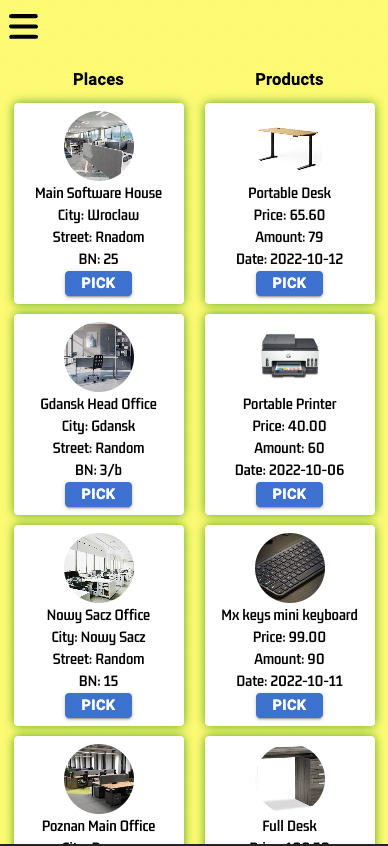 Places
Main Software House
City: Wroclaw
Street: Rnadom
BN: 25
PICK
Gdansk Head Office
City: Gdansk
Street: Random
BN: 3/b
PICK
Nowy Sacz Office
City: Nowy Sacz
Street: Random
BN: 15
PICK
Poznan Main Office
Products
Portable Desk
Price: 65.60
Amount: 79
Date: 2022-10-12
PICK
Portable Printer
Price: 40.00
Amount: 60
Date: 2022-10-06
PICK
Mx keys mini keyboard
Price: 99.00
Amount: 90
Date: 2022-10-11
PICK
Full Desk